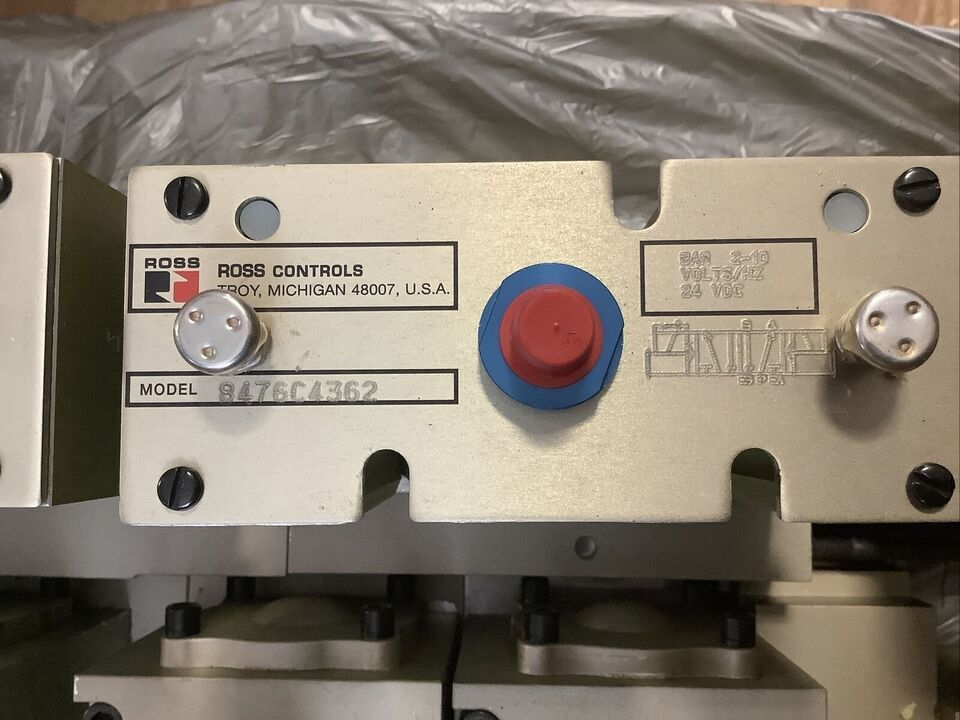 ROSS
ROSS CONTROLS
TROY, MICHIGAN 48007, U.S.A.
MODEL 8476C4362
BAR 2-10
VOLTS/HZ
24 VDC